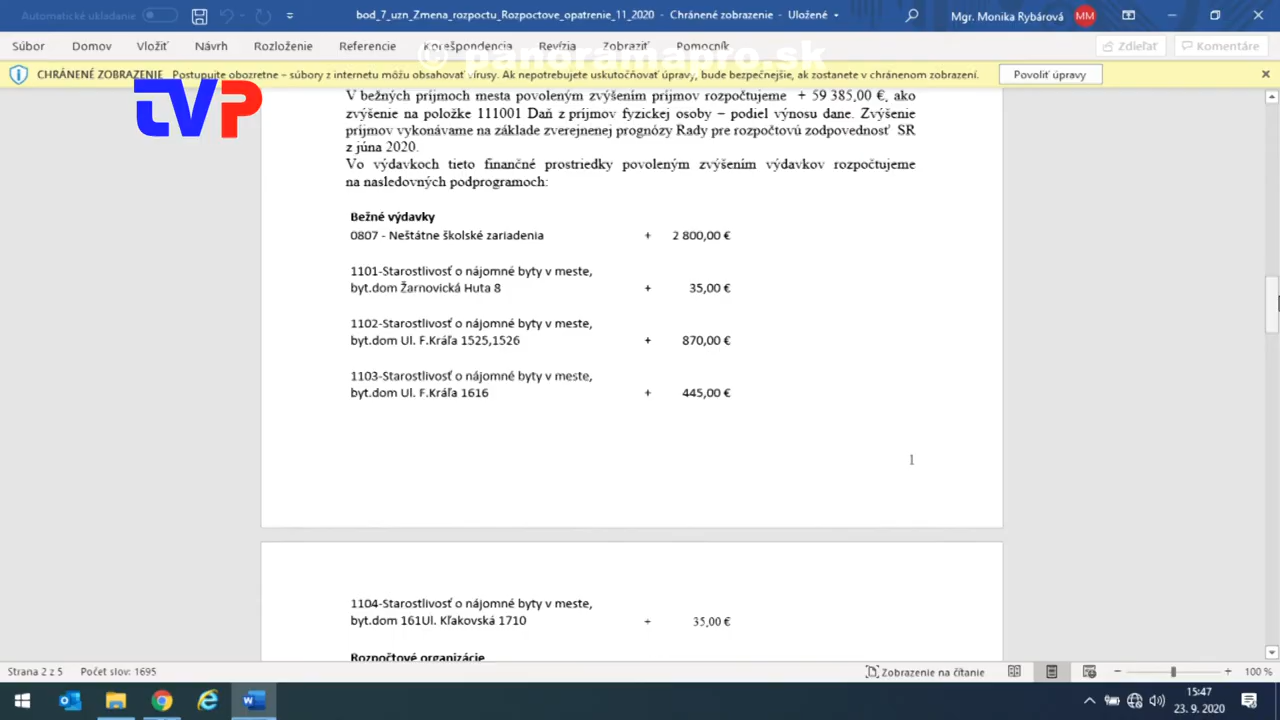 Automatické ukladanie
bod_7_uzn_Zmena_rozpoctu_Rozpoctove_opatrenie_11_2020 - Chránené zobrazenie - Uložené
Mgr. Monika Rybárová
MM
Súbor Domov Vložiť Návrh Rozloženie Referencie Korešpondencia Revízia Zobraziť Pomocník
Zdieľať Komentáre
© panoramapro.sk
CHRÁNENÉ ZOBRAZENIE Postupujte obozretne – súbory z internetu môžu obsahovať vírusy. Ak nepotrebujete uskutočňovať úpravy, bude bezpečnejšie, ak zostanete v chránenom zobrazení. Povoliť úpravy
TVP
V bežných príjmoch mesta povoleným zvýšením príjmov rozpočtujeme + 59 385,00 €, ako
zvýšenie na položke 111001 Daň z príjmov fyzickej osoby – podiel výnosu dane. Zvýšenie
príjmov vykonávame na základe zverejnenej prognózy Rady pre rozpočtovú zodpovednosť SR
z júna 2020.
Vo výdavkoch tieto finančné prostriedky povoleným zvýšením výdavkov rozpočtujeme
na nasledovných podprogramoch:
Bežné výdavky
0807 - Neštátne školské zariadenia + 2 800,00 €
1101-Starostlivosť o nájomné byty v meste,
byt.dom Žarnovická Huta 8 + 35,00 €
1102-Starostlivosť o nájomné byty v meste,
byt.dom Ul. F.Kráľa 1525,1526 + 870,00 €
1103-Starostlivosť o nájomné byty v meste,
byt.dom Ul. F.Kráľa 1616 + 445,00 €
1
1104-Starostlivosť o nájomné byty v meste,
byt.dom 161Ul. Kľakovská 1710 + 35,00 €
Rozpočtové organizácie
Strana 2 z 5 Počet slov: 1695 Zobrazenie na čítanie 100 %
15:47
23. 9. 2020